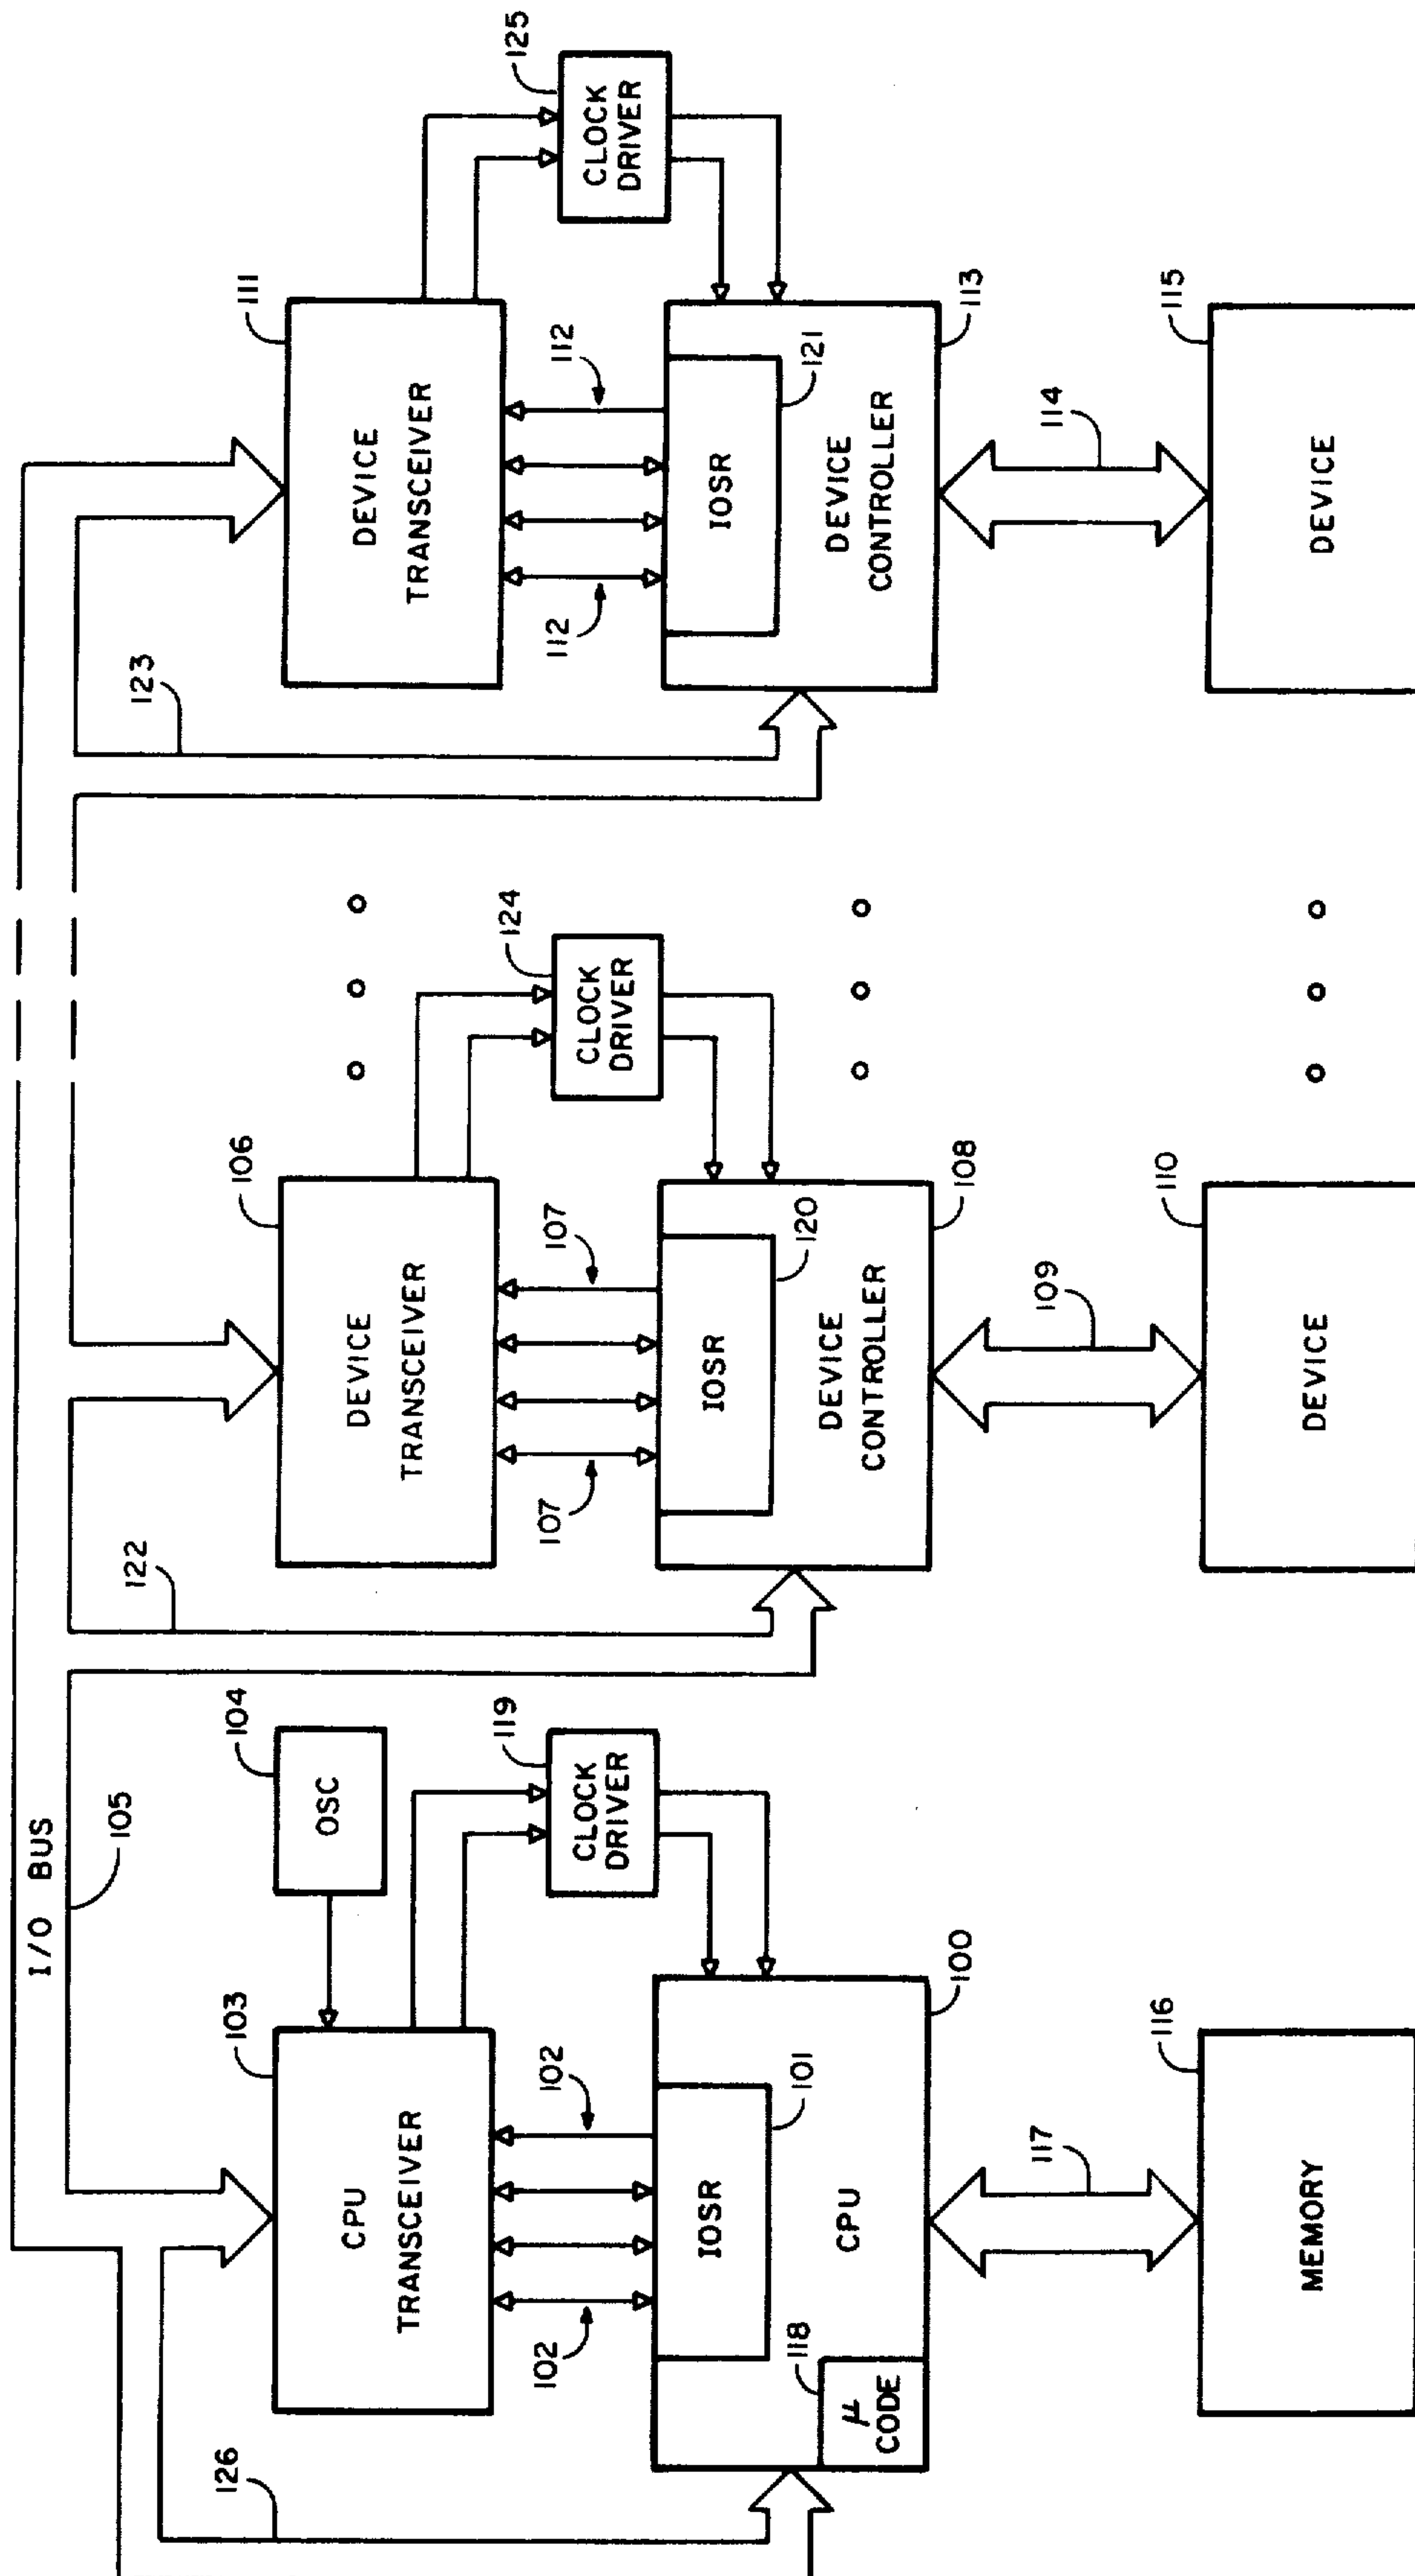 I/O BUS
105
126
103
CPU
TRANSCEIVER
104
OSC
102
102
119
CLOCK
DRIVER
101
IOSR
118
μ
CODE
CPU
100
117
116
MEMORY
122
106
DEVICE
TRANSCEIVER
107
107
124
CLOCK
DRIVER
120
IOSR
DEVICE
CONTROLLER
108
109
110
DEVICE
123
111
DEVICE
TRANSCEIVER
112
112
125
CLOCK
DRIVER
121
IOSR
DEVICE
CONTROLLER
113
114
115
DEVICE